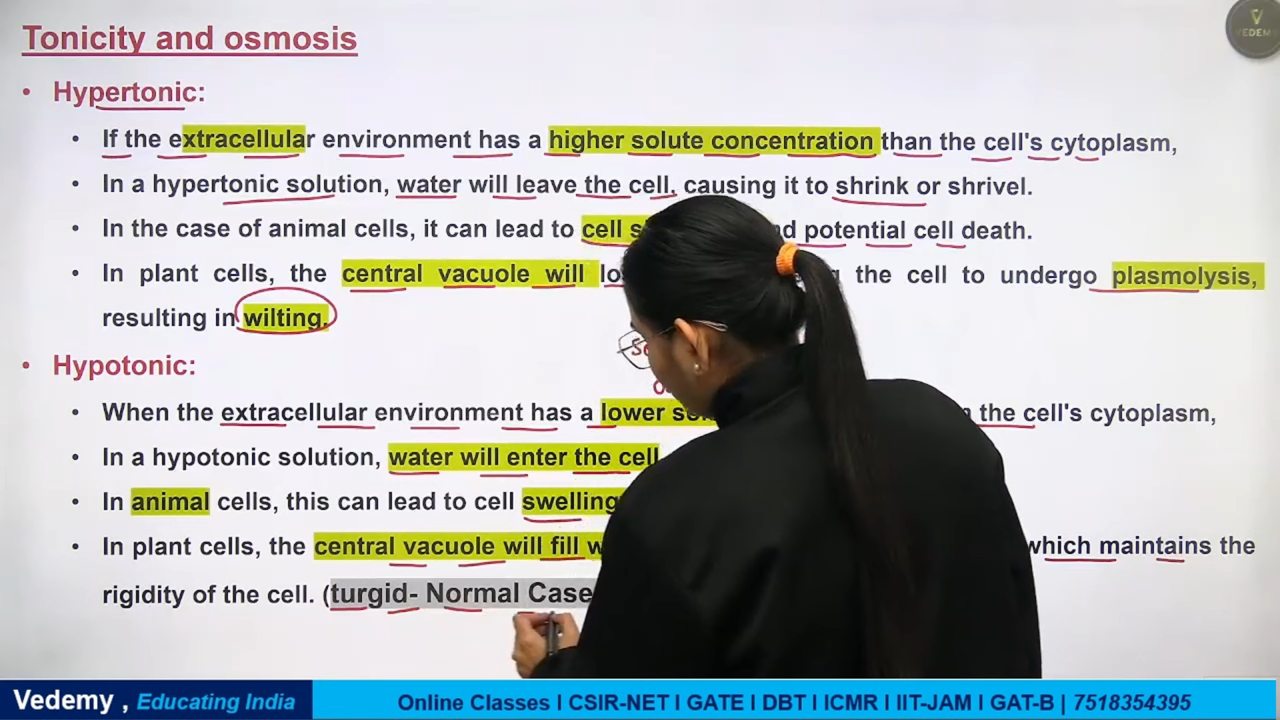 Tonicity and osmosis
VEDEMY
• Hypertonic:
• If the extracellular environment has a higher solute concentration than the cell's cytoplasm,
• In a hypertonic solution, water will leave the cell, causing it to shrink or shrivel.
• In the case of animal cells, it can lead to cell potential cell death.
• In plant cells, the central vacuole will the cell to undergo plasmolysis,
resulting in wilting.
• Hypotonic:
• When the extracellular environment has a lower the cell's cytoplasm,
• In a hypotonic solution, water will enter the cell
• In animal cells, this can lead to cell swelling
• In plant cells, the central vacuole will fill which maintains the
rigidity of the cell. (turgid- Normal Case
Vedemy , Educating India
Online Classes I CSIR-NET I GATE I DBT I ICMR I IIT-JAM I GAT-B | 7518354395